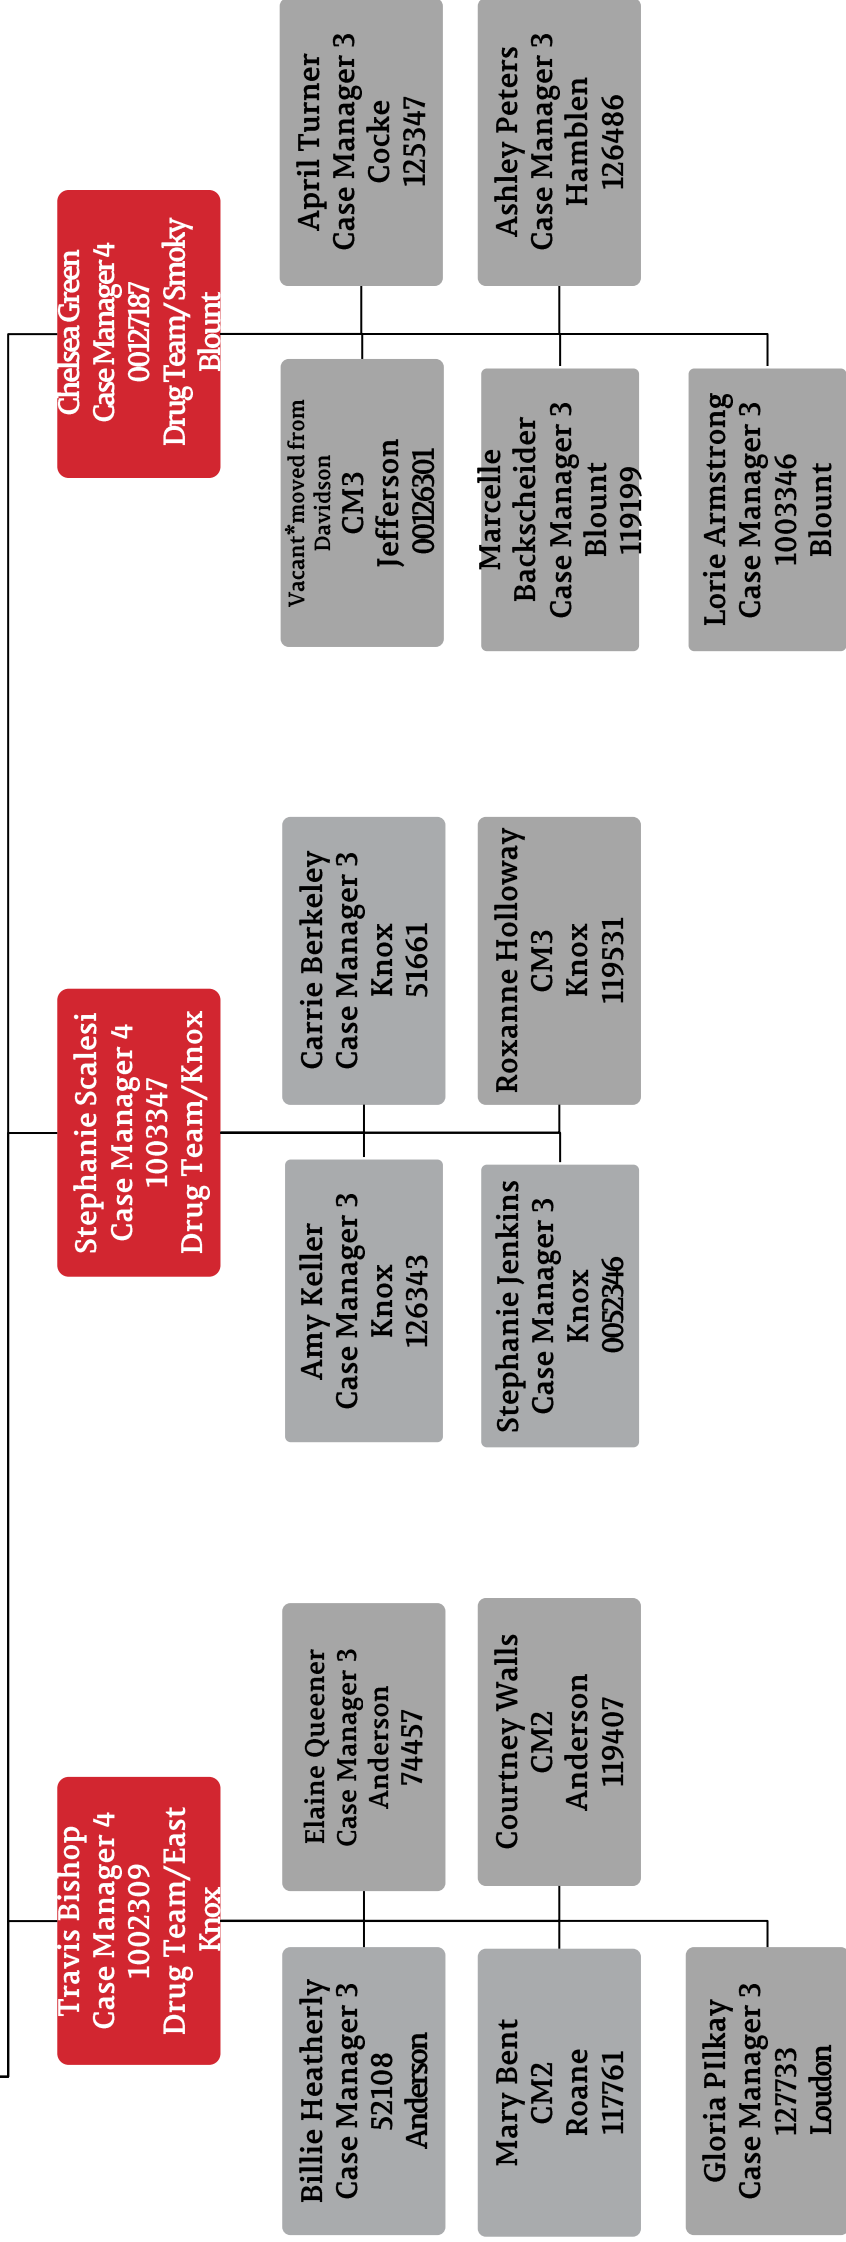 Travis Bishop
Case Manager 4
1002309
Drug Team/East
Knox
Billie Heatherly
Case Manager 3
52108
Anderson
Elaine Queener
Case Manager 3
Anderson
74457
Mary Bent
CM2
Roane
117761
Courtney Walls
CM2
Anderson
119407
Gloria PIlkay
Case Manager 3
127733
Loudon
Stephanie Scalesi
Case Manager 4
1003347
Drug Team/Knox
Amy Keller
Case Manager 3
Knox
126343
Carrie Berkeley
Case Manager 3
Knox
51661
Stephanie Jenkins
Case Manager 3
Knox
0052346
Roxanne Holloway
CM3
Knox
119531
Chelsea Green
Case Manager 4
00127187
Drug Team/ Smoky
Blount
Vacant*moved from
Davidson
CM3
Jefferson
00126301
April Turner
Case Manager 3
Cocke
125347
Marcelle
Backscheider
Case Manager 3
Blount
119199
Ashley Peters
Case Manager 3
Hamblen
126486
Lorie Armstrong
Case Manager 3
1003346
Blount